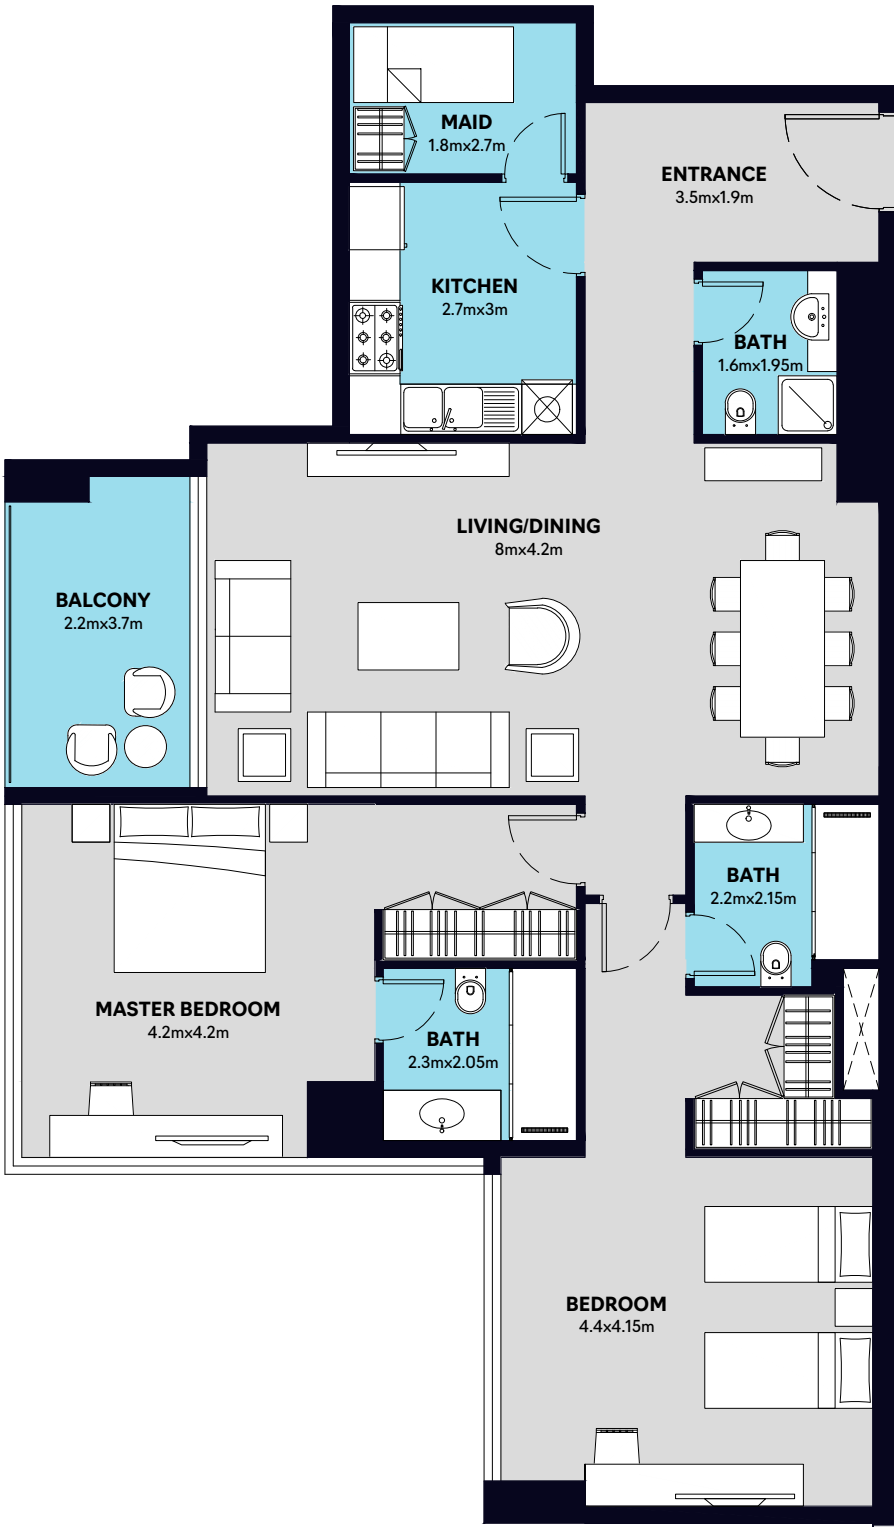 MAID
1.8mx2.7m
ENTRANCE
3.5mx1.9m
KITCHEN
2.7mx3m
BATH
1.6mx1.95m
LIVING/DINING
8mx4.2m
BALCONY
2.2mx3.7m
BATH
2.2mx2.15m
MASTER BEDROOM
4.2mx4.2m
BATH
2.3mx2.05m
BEDROOM
4.4x4.15m